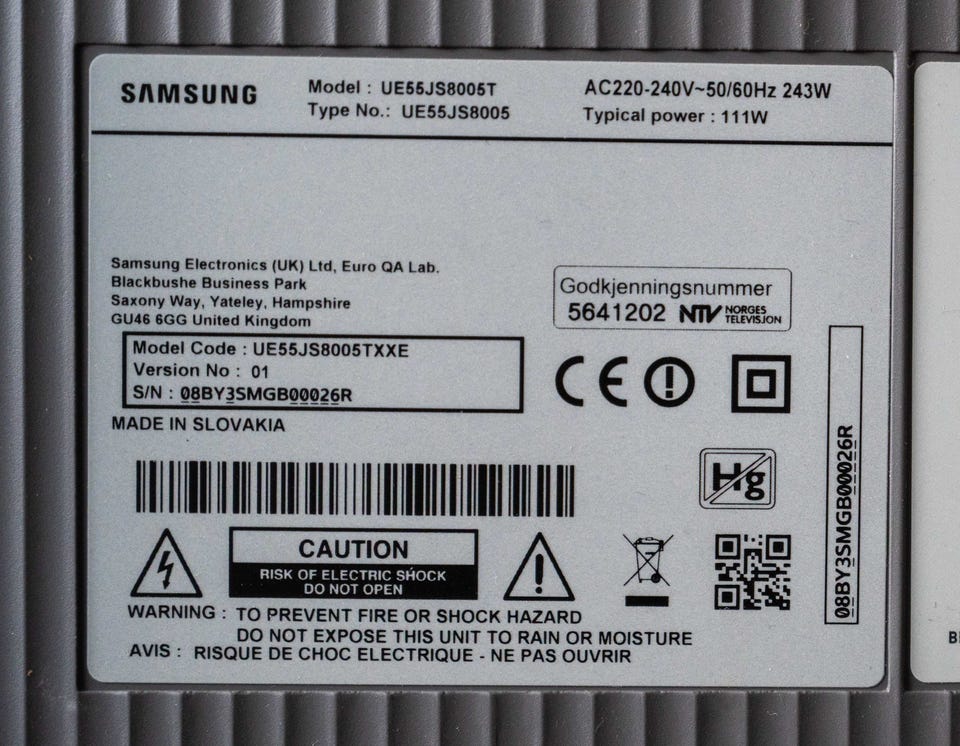 SAMSUNG
Model : UE55JS8005T
Type No.: UE55JS8005
AC220-240V~50/60Hz 243W
Typical power : 111W
Samsung Electronics (UK) Ltd, Euro QA Lab.
Blackbushe Business Park
Saxony Way, Yateley, Hampshire
GU46 6GG United Kingdom
Godkjenningsnummer
5641202 NTV NORGES
TELEVISJON
Model Code : UE55JS8005TXXE
Version No : 01
S/N : 08BY3SMGB00026R
MADE IN SLOVAKIA
CE
Hg
08BY3SMGB00026R
CAUTION
RISK OF ELECTRIC SHOCK
DO NOT OPEN
WARNING : TO PREVENT FIRE OR SHOCK HAZARD
DO NOT EXPOSE THIS UNIT TO RAIN OR MOISTURE
AVIS : RISQUE DE CHOC ELECTRIQUE - NE PAS OUVRIR